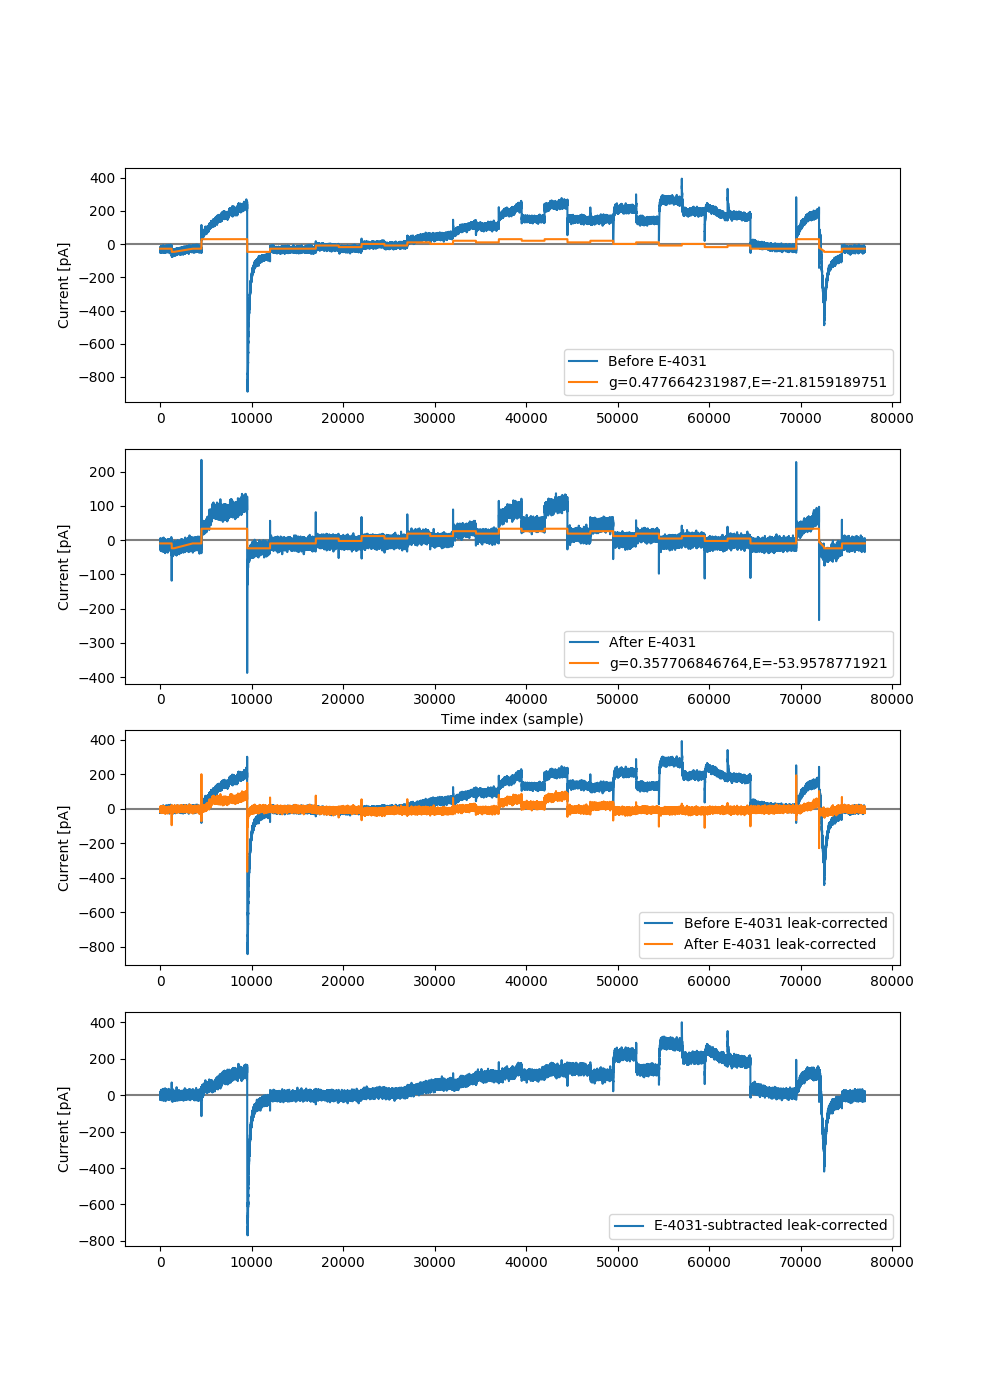 400
200
0
−200
−400
−600
−800
Current [pA]
Before E-4031
g=0.477664231987,E=-21.8159189751
0 10000 20000 30000 40000 50000 60000 70000 80000
200
100
0
−100
−200
−300
−400
Current [pA]
After E-4031
g=0.357706846764,E=-53.9578771921
0 10000 20000 30000 40000 50000 60000 70000 80000
Time index (sample)
400
200
0
−200
−400
−600
−800
Current [pA]
Before E-4031 leak-corrected
After E-4031 leak-corrected
0 10000 20000 30000 40000 50000 60000 70000 80000
400
200
0
−200
−400
−600
−800
Current [pA]
E-4031-subtracted leak-corrected
0 10000 20000 30000 40000 50000 60000 70000 80000